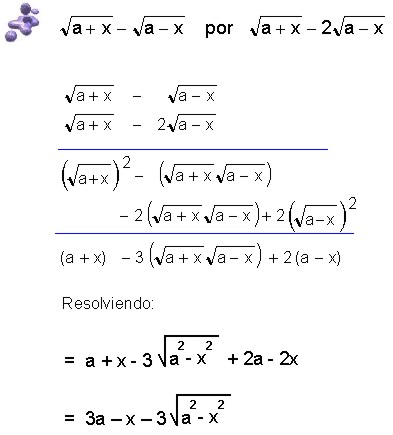 √a + x − √a − x por √a + x − 2√a − x
√a + x − √a − x
√a + x − 2√a − x
(√a+x)² − (√a + x √a − x)
− 2 (√a + x √a − x) + 2 (√a−x)²
(a + x) − 3 (√a + x √a − x) + 2 (a − x)
Resolviendo:
= a + x - 3 √a² - x² + 2a - 2x
= 3a − x − 3 √a² - x²